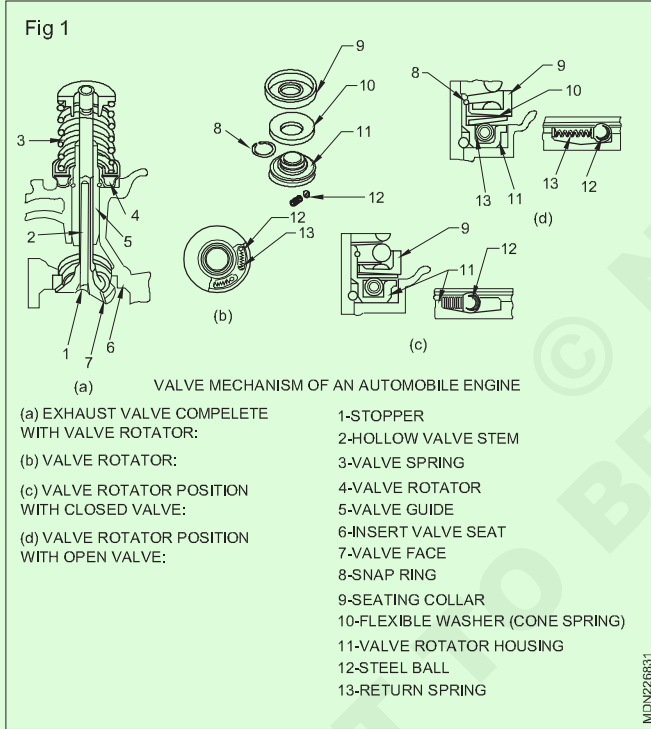 Fig 1
9
10
8
11
12
12
13
(b)
3
4
2
5
1
7
6
(a)
8
9
10
13
11
13
12
(d)
9
12
11
(c)
VALVE MECHANISM OF AN AUTOMOBILE ENGINE
(a) EXHAUST VALVE COMPELETE
WITH VALVE ROTATOR:
(b) VALVE ROTATOR:
(c) VALVE ROTATOR POSITION
WITH CLOSED VALVE:
(d) VALVE ROTATOR POSITION
WITH OPEN VALVE:
1-STOPPER
2-HOLLOW VALVE STEM
3-VALVE SPRING
4-VALVE ROTATOR
5-VALVE GUIDE
6-INSERT VALVE SEAT
7-VALVE FACE
8-SNAP RING
9-SEATING COLLAR
10-FLEXIBLE WASHER (CONE SPRING)
11-VALVE ROTATOR HOUSING
12-STEEL BALL
13-RETURN SPRING
MDN226831